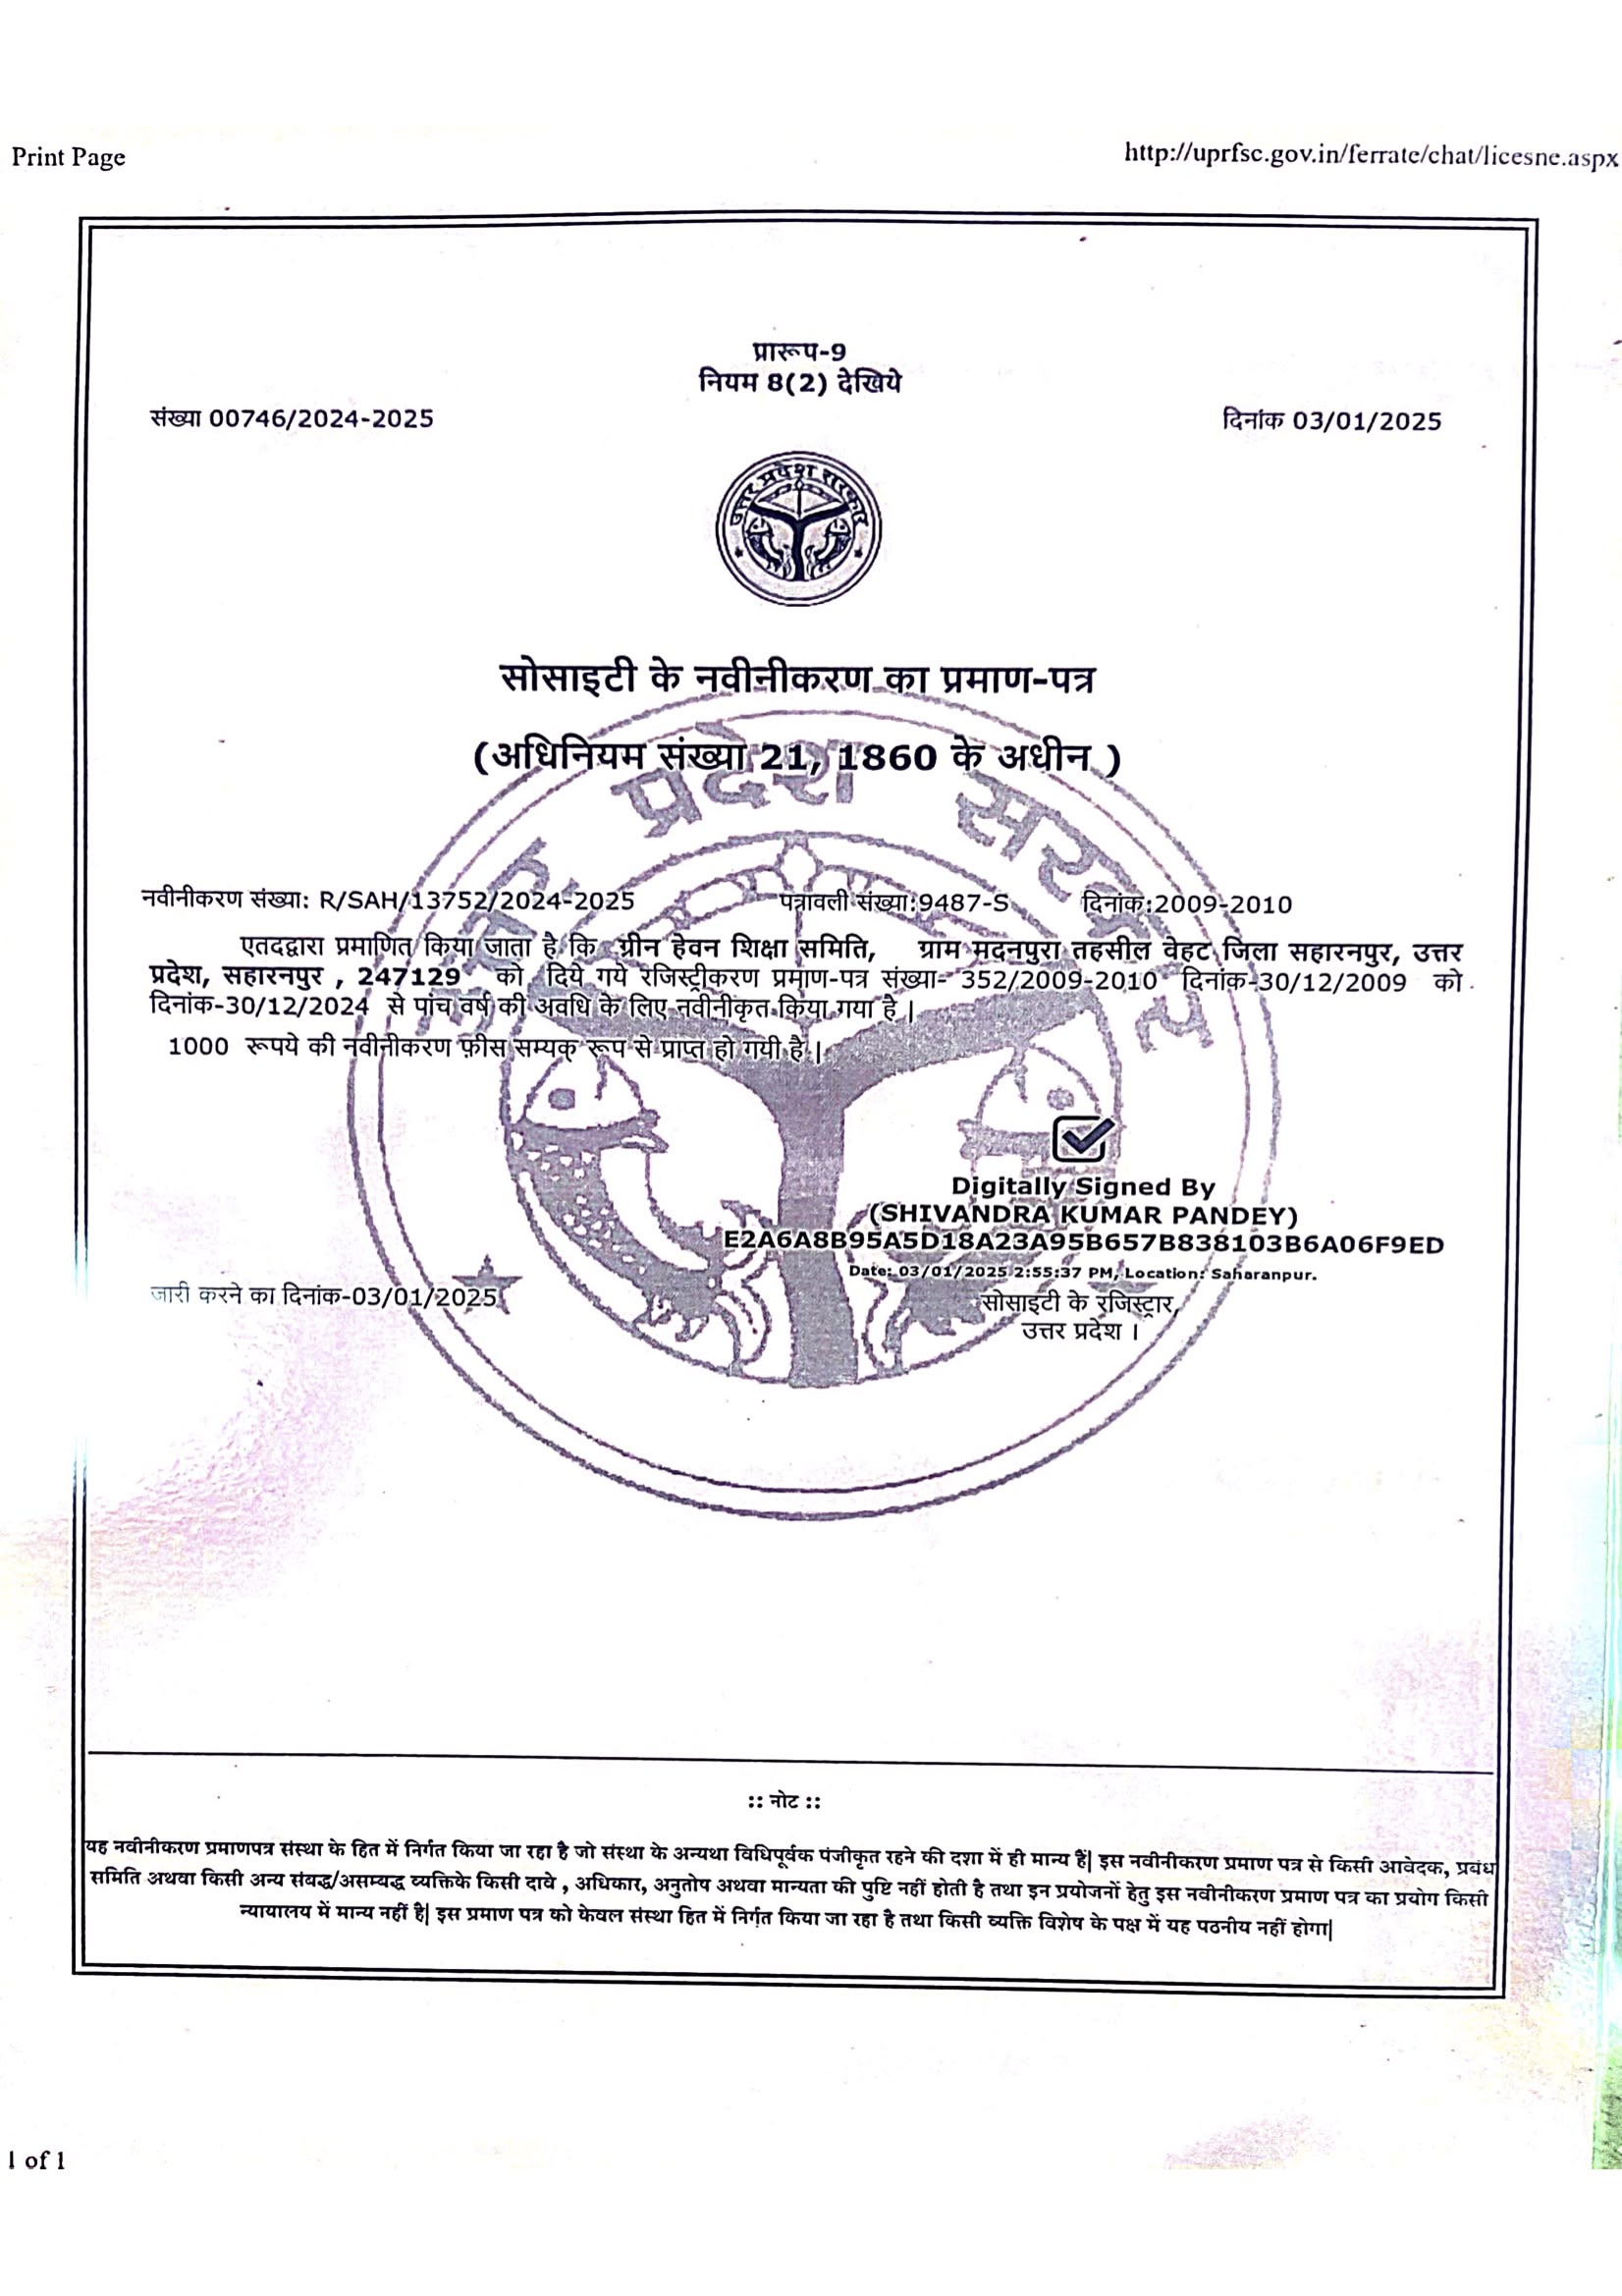 Print Page
http://uprfsc.gov.in/ferrate/chat/licesne.aspx
प्रारूप-9
नियम 8(2) देखिये
संख्या 00746/2024-2025
दिनांक 03/01/2025
उत्तर प्रदेश सरकार
सोसाइटी के नवीनीकरण का प्रमाण-पत्र
(अधिनियम संख्या 21, 1860 के अधीन )
प्रदेश सरकार
नवीनीकरण संख्या: R/SAH/13752/2024-2025 पत्रावली संख्या:9487-S दिनांक:2009-2010
एतदद्वारा प्रमाणित किया जाता है कि ग्रीन हेवन शिक्षा समिति, ग्राम मदनपुरा तहसील वेहट जिला सहारनपुर, उत्तर
प्रदेश, सहारनपुर , 247129 को दिये गये रजिस्ट्रीकरण प्रमाण-पत्र संख्या- 352/2009-2010 दिनांक-30/12/2009 को
दिनांक-30/12/2024 से पांच वर्ष की अवधि के लिए नवीनीकृत किया गया है |
1000 रूपये की नवीनीकरण फ़ीस सम्यक् रूप से प्राप्त हो गयी है |
Digitally Signed By
(SHIVANDRA KUMAR PANDEY)
E2A6A8B95A5D18A23A95B657B838103B6A06F9ED
Date: 03/01/2025 2:55:37 PM, Location: Saharanpur.
जारी करने का दिनांक-03/01/2025
सोसाइटी के रजिस्ट्रार,
उत्तर प्रदेश ।
:: नोट ::
यह नवीनीकरण प्रमाणपत्र संस्था के हित में निर्गत किया जा रहा है जो संस्था के अन्यथा विधिपूर्वक पंजीकृत रहने की दशा में ही मान्य है| इस नवीनीकरण प्रमाण पत्र से किसी आवेदक, प्रबंध
समिति अथवा किसी अन्य संबद्ध/असम्बद्ध व्यक्तिके किसी दावे , अधिकार, अनुतोष अथवा मान्यता की पुष्टि नहीं होती है तथा इन प्रयोजनों हेतु इस नवीनीकरण प्रमाण पत्र का प्रयोग किसी
न्यायालय में मान्य नहीं है| इस प्रमाण पत्र को केवल संस्था हित में निर्गत किया जा रहा है तथा किसी व्यक्ति विशेष के पक्ष में यह पठनीय नहीं होगा|
1 of 1